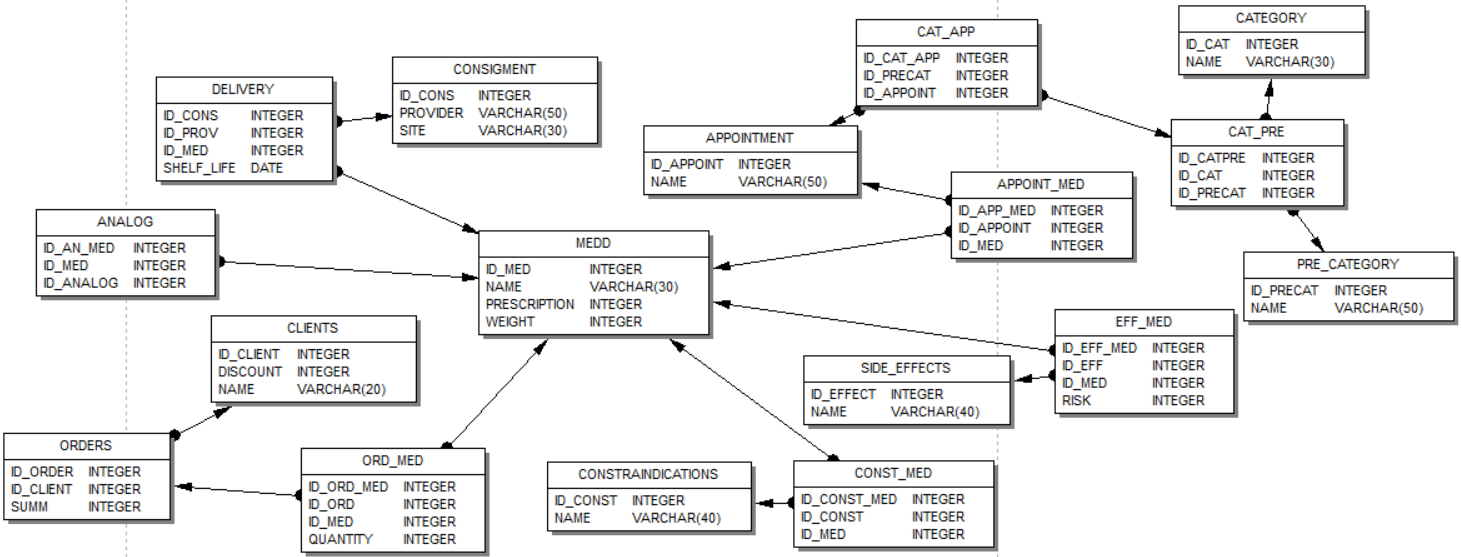 CAT_APP
ID_CAT_APP INTEGER
ID_PRECAT INTEGER
ID_APPOINT INTEGER
CATEGORY
ID_CAT INTEGER
NAME VARCHAR(30)
CONSIGMENT
ID_CONS INTEGER
PROVIDER VARCHAR(50)
SITE VARCHAR(30)
DELIVERY
ID_CONS INTEGER
ID_PROV INTEGER
ID_MED INTEGER
SHELF_LIFE DATE
APPOINTMENT
ID_APPOINT INTEGER
NAME VARCHAR(50)
CAT_PRE
ID_CATPRE INTEGER
ID_CAT INTEGER
ID_PRECAT INTEGER
APPOINT_MED
ID_APP_MED INTEGER
ID_APPOINT INTEGER
ID_MED INTEGER
ANALOG
ID_AN_MED INTEGER
ID_MED INTEGER
ID_ANALOG INTEGER
MEDD
ID_MED INTEGER
NAME VARCHAR(30)
PRESCRIPTION INTEGER
WEIGHT INTEGER
PRE_CATEGORY
ID_PRECAT INTEGER
NAME VARCHAR(50)
CLIENTS
ID_CLIENT INTEGER
DISCOUNT INTEGER
NAME VARCHAR(20)
EFF_MED
ID_EFF_MED INTEGER
ID_EFF INTEGER
ID_MED INTEGER
RISK INTEGER
SIDE_EFFECTS
ID_EFFECT INTEGER
NAME VARCHAR(40)
ORDERS
ID_ORDER INTEGER
ID_CLIENT INTEGER
SUMM INTEGER
ORD_MED
ID_ORD_MED INTEGER
ID_ORD INTEGER
ID_MED INTEGER
QUANTITY INTEGER
CONSTRAINDICATIONS
ID_CONST INTEGER
NAME VARCHAR(40)
CONST_MED
ID_CONST_MED INTEGER
ID_CONST INTEGER
ID_MED INTEGER